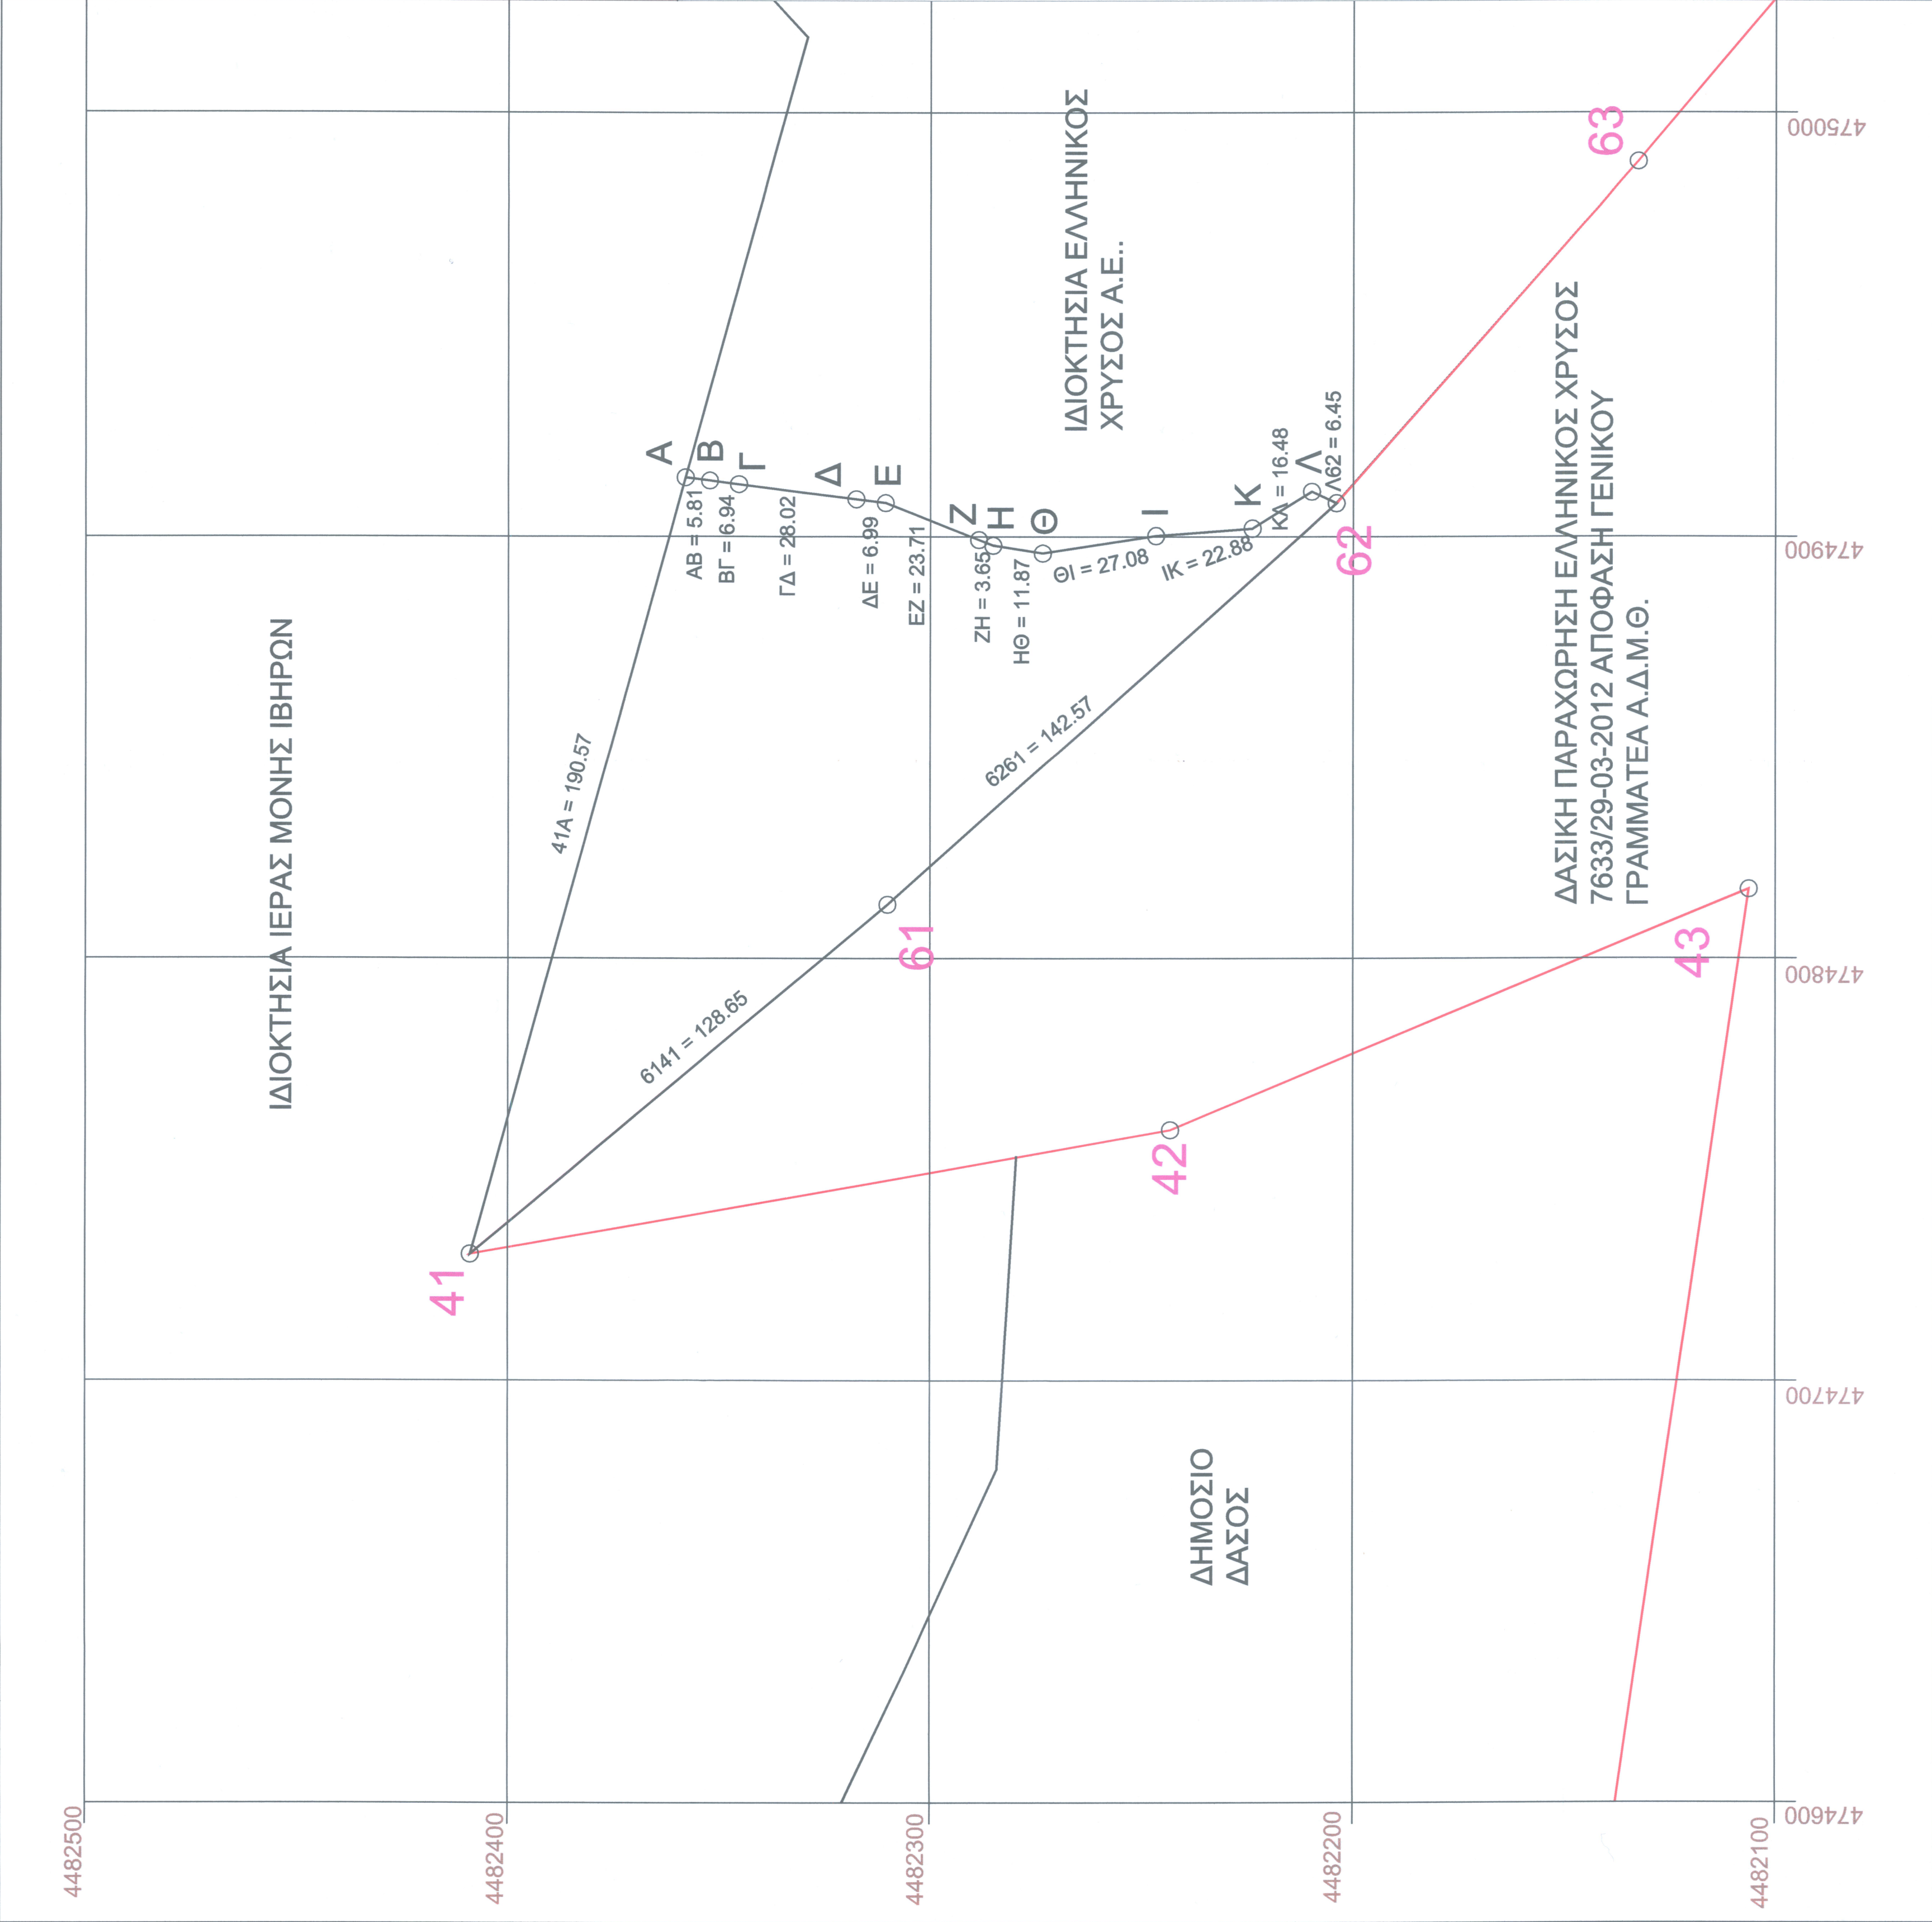 ΙΔΙΟΚΤΗΣΙΑ ΙΕΡΑΣ ΜΟΝΗΣ ΙΒΗΡΩΝ
ΙΔΙΟΚΤΗΣΙΑ ΕΛΛΗΝΙΚΟΣ
ΧΡΥΣΟΣ Α.Ε..
ΔΑΣΙΚΗ ΠΑΡΑΧΩΡΗΣΗ ΕΛΛΗΝΙΚΟΣ ΧΡΥΣΟΣ
7633/29-03-2012 ΑΠΟΦΑΣΗ ΓΕΝΙΚΟΥ
ΓΡΑΜΜΑΤΕΑ Α.Δ.Μ.Θ.
ΔΗΜΟΣΙΟ
ΔΑΣΟΣ
41
42
43
61
62
63
Α
Β
Γ
Δ
Ε
Ζ
Η
Θ
Ι
Κ
Λ
41Α = 190.57
ΑΒ = 5.81
ΒΓ = 6.94
ΓΔ = 28.02
ΔΕ = 6.99
ΕΖ = 23.71
ΖΗ = 3.65
ΗΘ = 11.87
ΘΙ = 27.08
ΙΚ = 22.88
ΚΛ = 16.48
Λ62 = 6.45
6261 = 142.57
6141 = 128.65
4482500
4482400
4482300
4482200
4482100
475000
474900
474800
474700
474600